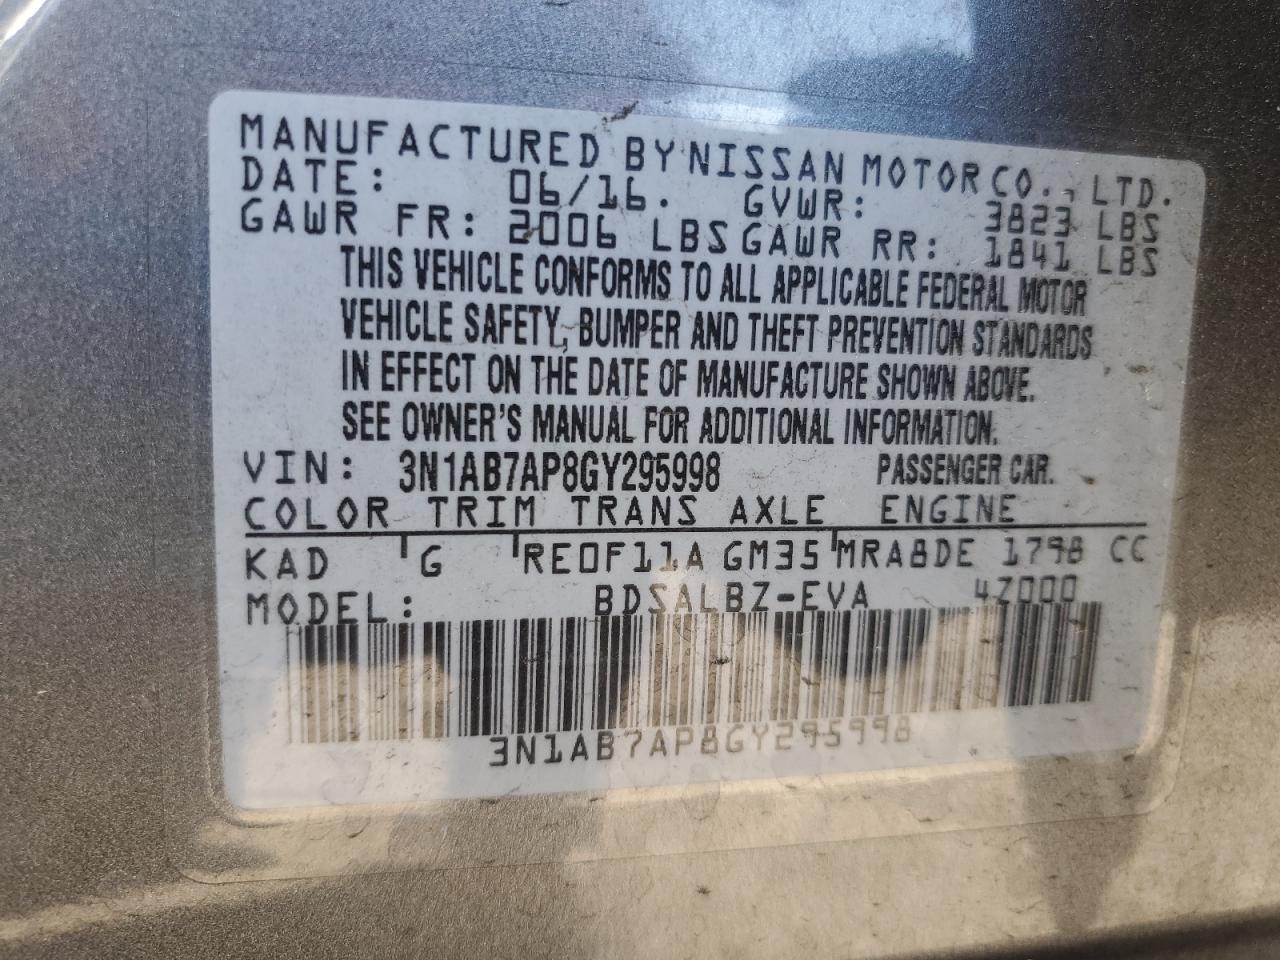 MANUFACTURED BY NISSAN MOTOR CO., LTD.
DATE: 06/16. GVWR: 3823 LBS
GAWR FR: 2006 LBS GAWR RR: 1841 LBS
THIS VEHICLE CONFORMS TO ALL APPLICABLE FEDERAL MOTOR
VEHICLE SAFETY, BUMPER AND THEFT PREVENTION STANDARDS
IN EFFECT ON THE DATE OF MANUFACTURE SHOWN ABOVE.
SEE OWNER'S MANUAL FOR ADDITIONAL INFORMATION.
VIN: 3N1AB7AP8GY295998 PASSENGER CAR.
COLOR TRIM TRANS AXLE ENGINE
KAD G RE0F11A GM35 MRA8DE 1798 CC
MODEL: BDSALBZ-EVA 4Z000
3N1AB7AP8GY295998